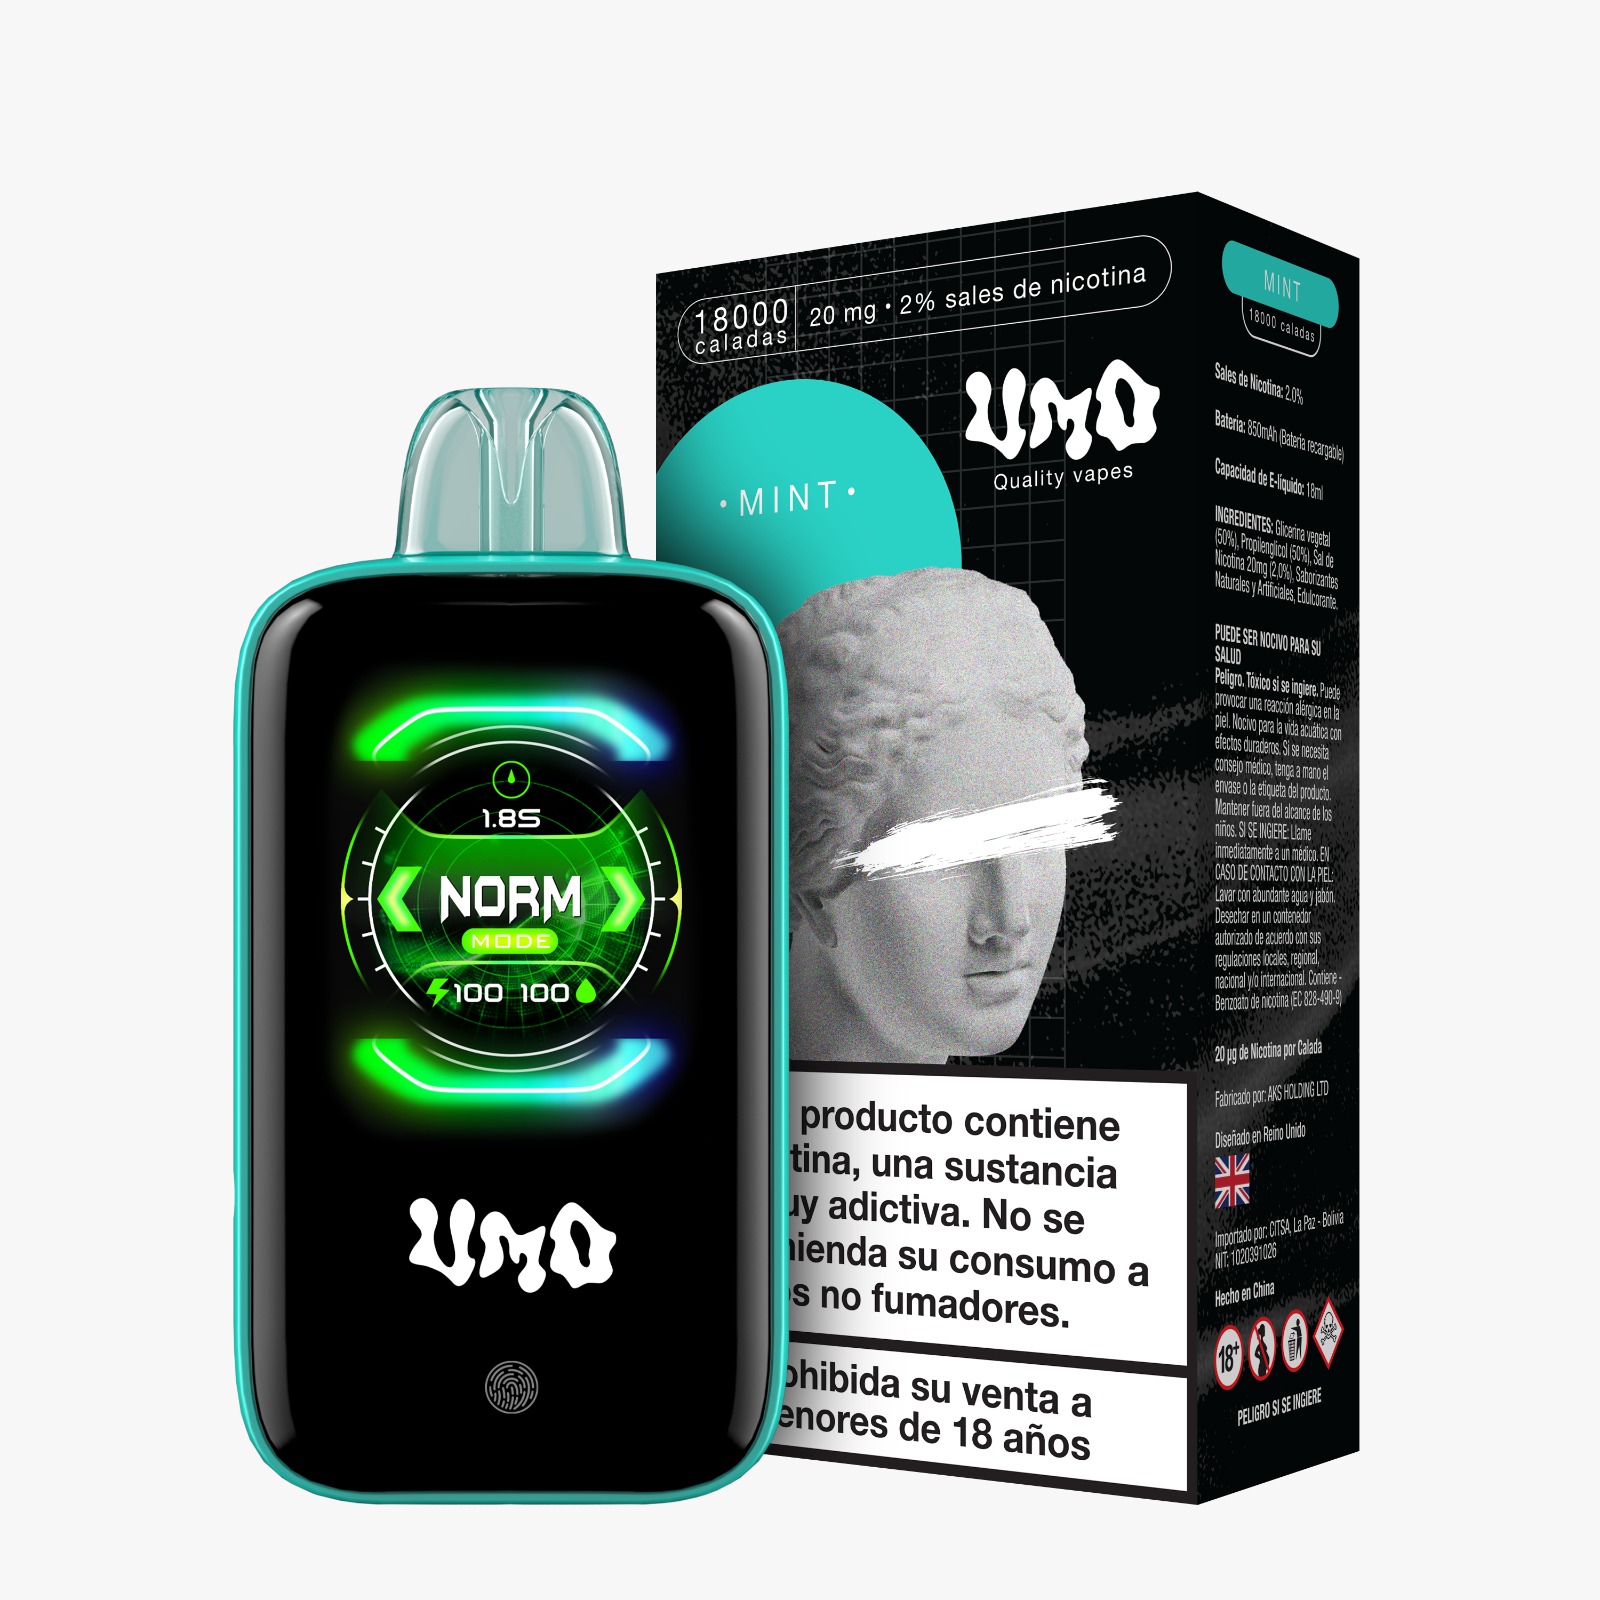 18000
caladas
20 mg • 2% sales de nicotina
UMO
Quality vapes
• MINT •
producto contiene
tina, una sustancia
uy adictiva. No se
ienda su consumo a
s no fumadores.
ohibida su venta a
enores de 18 años
MINT
18000 caladas
Sales de Nicotina: 2.0%
Batería: 850mAh (Batería recargable)
Capacidad de E-líquido: 18ml
INGREDIENTES: Glicerina vegetal
(50%), Propilenglicol (50%), Sal de
Nicotina 20mg (2,0%), Saborizantes
Naturales y Artificiales, Edulcorante.
PUEDE SER NOCIVO PARA SU
SALUD
Peligro. Tóxico si se ingiere. Puede
provocar una reacción alérgica en la
piel. Nocivo para la vida acuática con
efectos duraderos. Si se necesita
consejo médico, tenga a mano el
envase o la etiqueta del producto.
Mantener fuera del alcance de los
niños. SI SE INGIERE: Llame
inmediatamente a un médico. EN
CASO DE CONTACTO CON LA PIEL:
Lavar con abundante agua y jabón.
Desechar en un contenedor
autorizado de acuerdo con sus
regulaciones locales, regional,
nacional y/o internacional. Contiene -
Benzoato de nicotina (EC 828-490-9)
20 µg de Nicotina por Calada
Fabricado por: AKS HOLDING LTD
Diseñado en Reino Unido
Importado por: CITSA, La Paz - Bolivia
NIT: 1020391026
Hecho en China
18+
PELIGRO SI SE INGIERE
1.8S
NORM
MODE
100 100
UMO